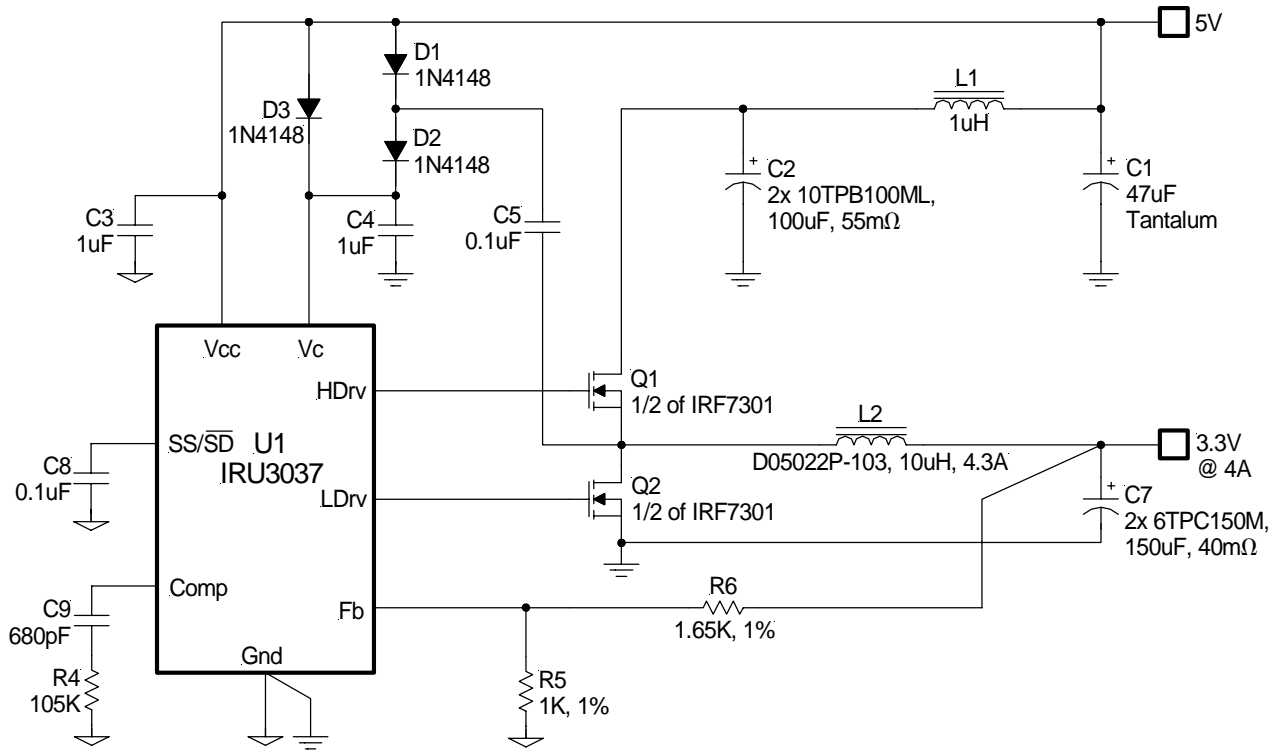 5V
D1
1N4148
D3
1N4148
D2
1N4148
L1
1uH
C3
1uF
C4
1uF
C5
0.1uF
C2
2x 10TPB100ML,
100uF, 55mΩ
C1
47uF
Tantalum
Vcc
Vc
HDrv
Q1
1/2 of IRF7301
SS/SD
U1
IRU3037
C8
0.1uF
L2
D05022P-103, 10uH, 4.3A
3.3V
@ 4A
LDrv
Q2
1/2 of IRF7301
C7
2x 6TPC150M,
150uF, 40mΩ
Comp
C9
680pF
Fb
R6
1.65K, 1%
Gnd
R4
105K
R5
1K, 1%